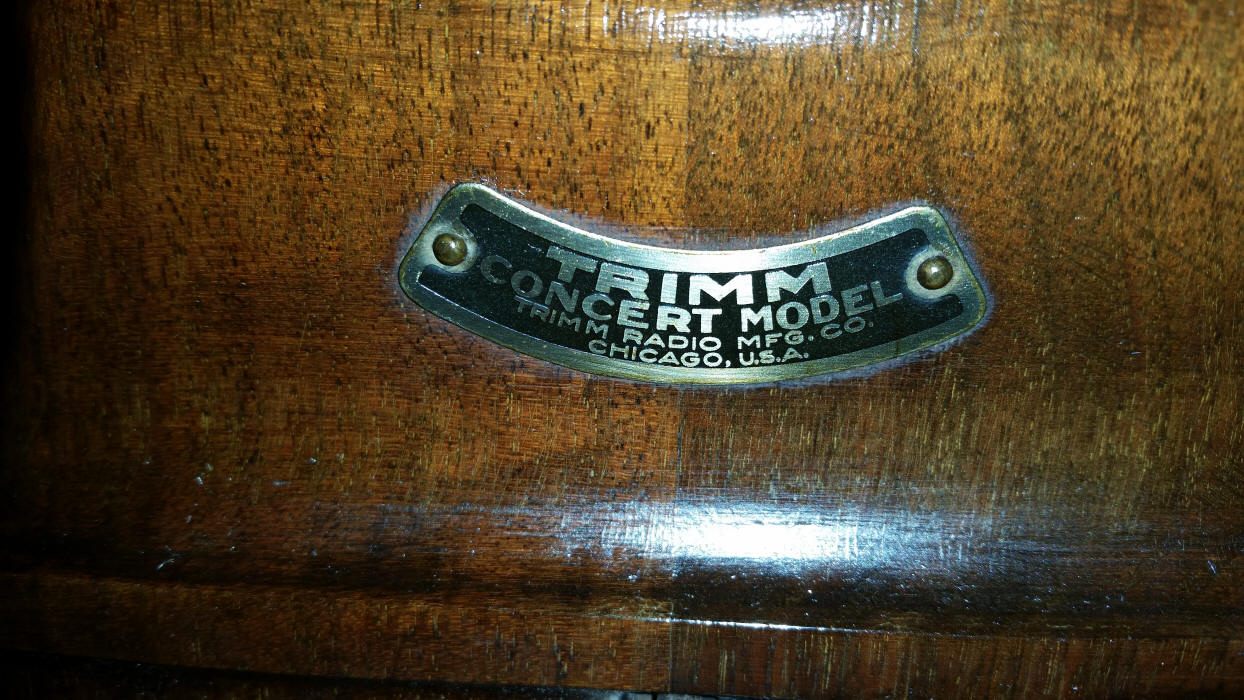 TRIMM
CONCERT MODEL
TRIMM RADIO MFG. CO.
CHICAGO, U.S.A.